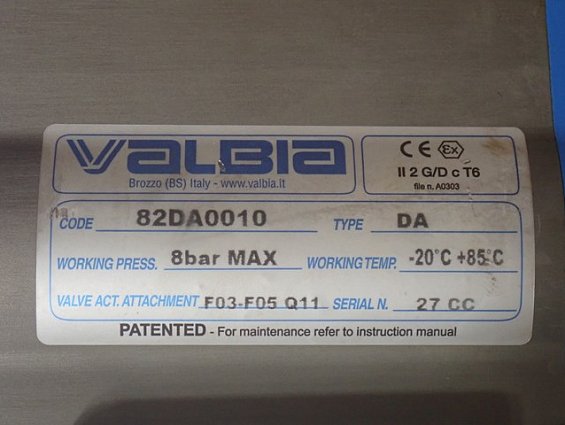 VALBIA
Brozzo (BS) Italy - www.valbia.it
CE Ex
II 2 G/D c T6
file n. A0303
CODE 82DA0010 TYPE DA
WORKING PRESS. 8bar MAX WORKING TEMP. -20°C +85°C
VALVE ACT. ATTACHMENT F03-F05 Q11 SERIAL N. 27 CC
PATENTED - For maintenance refer to instruction manual